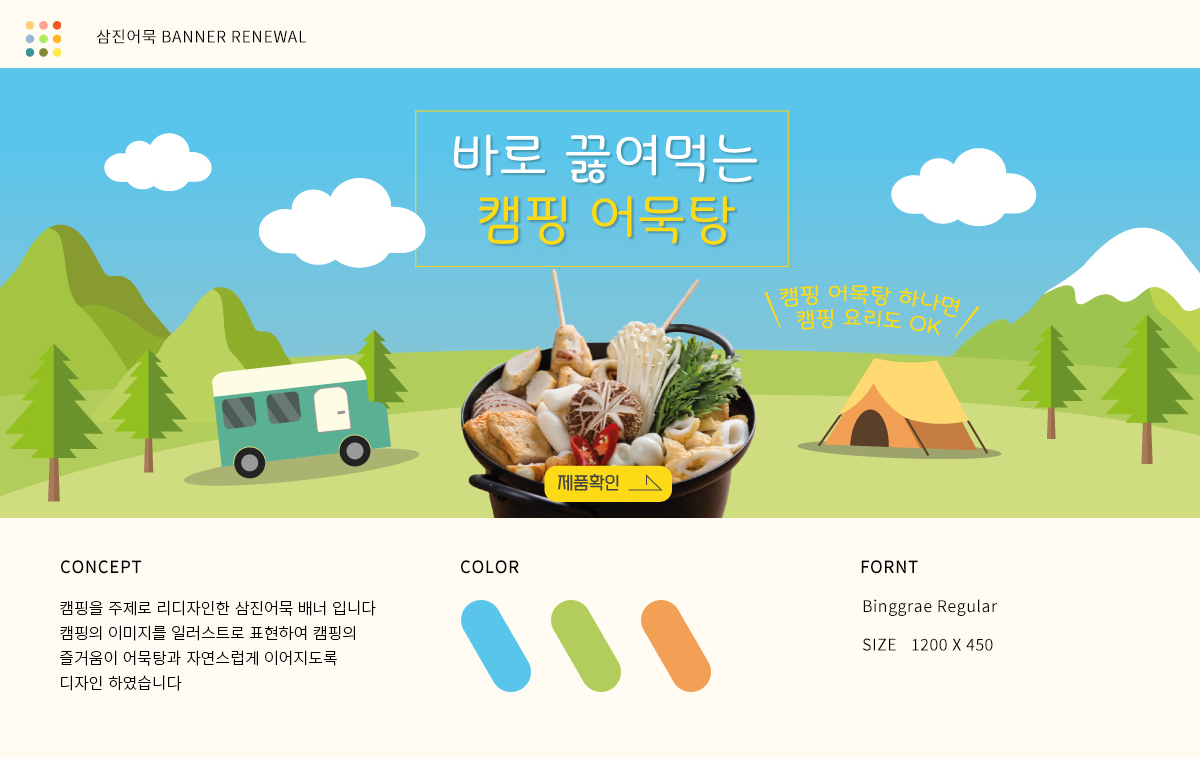 삼진어묵 BANNER RENEWAL
바로 끓여먹는
캠핑 어묵탕
캠핑 어묵탕 하나면
캠핑 요리도 OK
제품확인
CONCEPT
캠핑을 주제로 리디자인한 삼진어묵 배너 입니다
캠핑의 이미지를 일러스트로 표현하여 캠핑의
즐거움이 어묵탕과 자연스럽게 이어지도록
디자인 하였습니다
COLOR
FORNT
Binggrae Regular
SIZE 1200 X 450